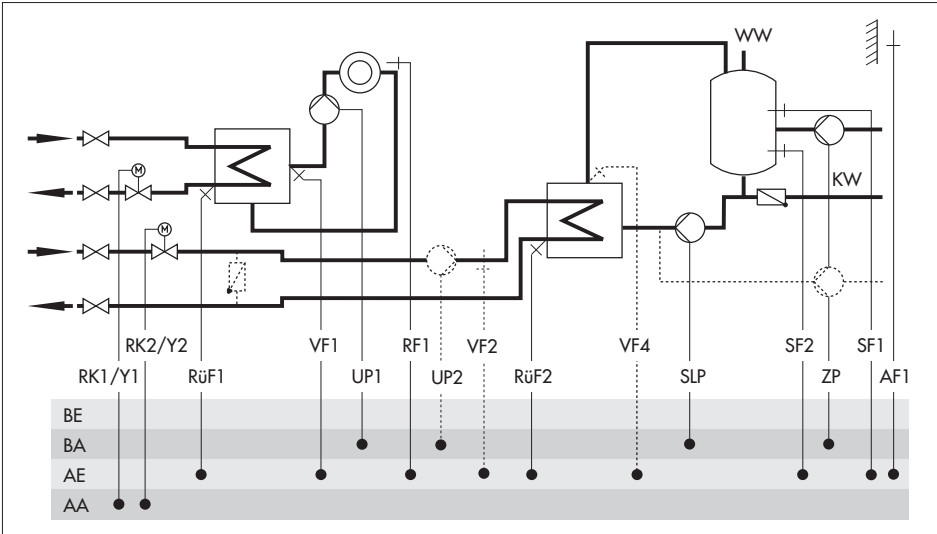 WW
M
KW
M
RK2/Y2 VF1 RF1 VF2 VF4 SF2 SF1
RK1/Y1 RüF1 UP1 UP2 RüF2 SLP ZP AF1
BE
BA
AE
AA